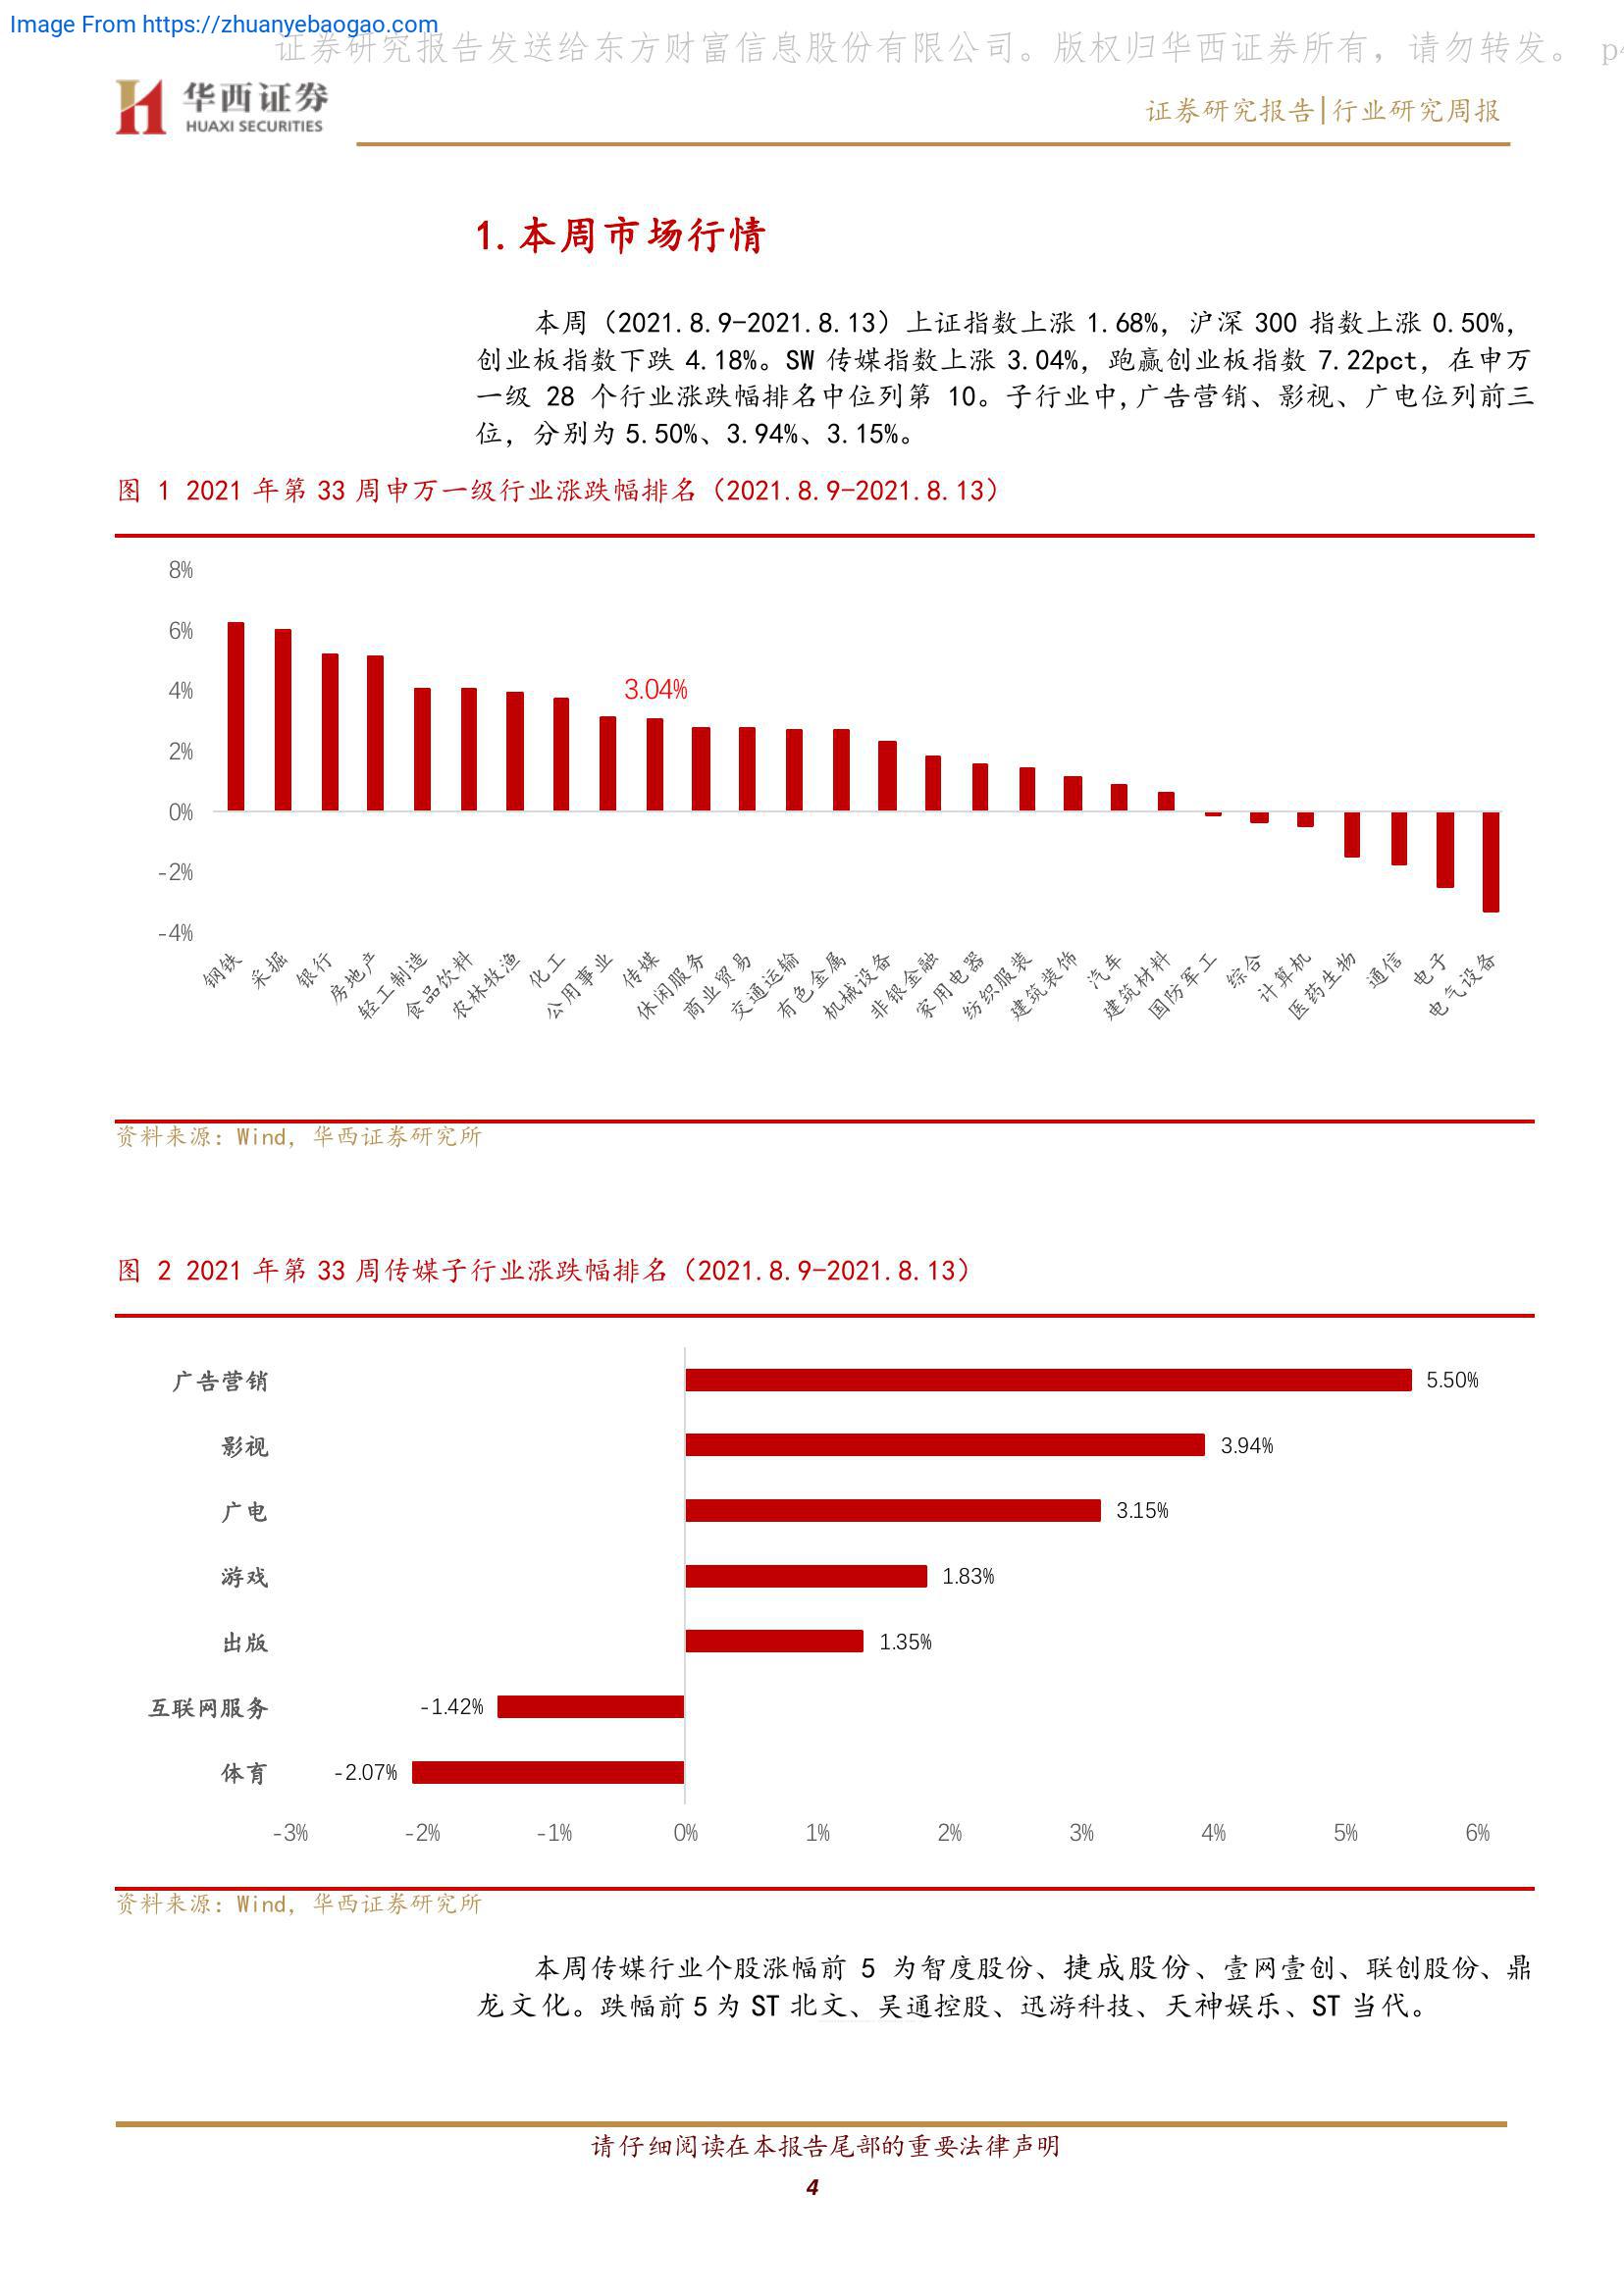 Image From https://zhuanyebaogao.com
证券研究报告发送给东方财富信息股份有限公司。版权归华西证券所有，请勿转发。 p4
华西证券
HUAXI SECURITIES
证券研究报告|行业研究周报
1.本周市场行情
本周（2021.8.9-2021.8.13）上证指数上涨 1.68%，沪深 300 指数上涨 0.50%，
创业板指数下跌 4.18%。SW 传媒指数上涨 3.04%，跑赢创业板指数 7.22pct，在申万
一级 28 个行业涨跌幅排名中位列第 10。子行业中,广告营销、影视、广电位列前三
位，分别为 5.50%、3.94%、3.15%。
图 1 2021 年第 33 周申万一级行业涨跌幅排名（2021.8.9-2021.8.13）
8%
6%
4%
2%
0%
-2%
-4%
3.04%
钢铁
采掘
银行
房地产
轻工制造
食品饮料
农林牧渔
化工
公用事业
传媒
休闲服务
商业贸易
交通运输
有色金属
机械设备
非银金融
家用电器
纺织服装
建筑装饰
汽车
建筑材料
国防军工
综合
计算机
医药生物
通信
电子
电气设备
资料来源：Wind，华西证券研究所
图 2 2021 年第 33 周传媒子行业涨跌幅排名（2021.8.9-2021.8.13）
广告营销 5.50%
影视 3.94%
广电 3.15%
游戏 1.83%
出版 1.35%
互联网服务 -1.42%
体育 -2.07%
-3% -2% -1% 0% 1% 2% 3% 4% 5% 6%
资料来源：Wind，华西证券研究所
本周传媒行业个股涨幅前 5 为智度股份、捷成股份、壹网壹创、联创股份、鼎
龙文化。跌幅前 5 为 ST 北文、吴通控股、迅游科技、天神娱乐、ST 当代。
请仔细阅读在本报告尾部的重要法律声明
4